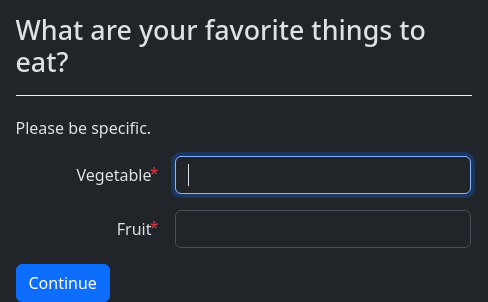 What are your favorite things to
eat?
Please be specific.
Vegetable*
Fruit*
Continue